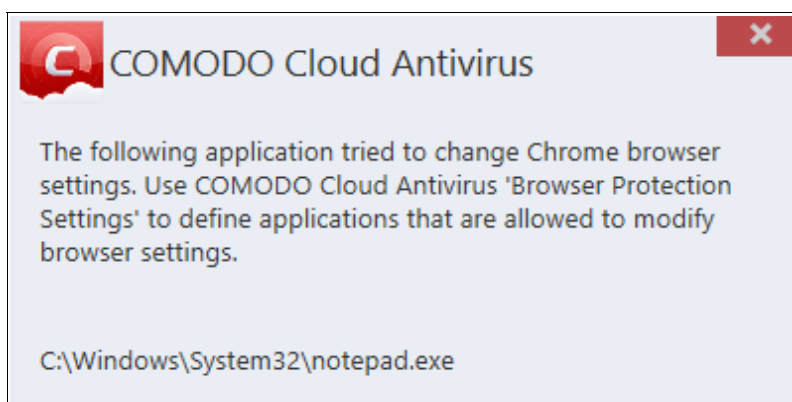 COMODO Cloud Antivirus
The following application tried to change Chrome browser
settings. Use COMODO Cloud Antivirus 'Browser Protection
Settings' to define applications that are allowed to modify
browser settings.
C:\Windows\System32\notepad.exe